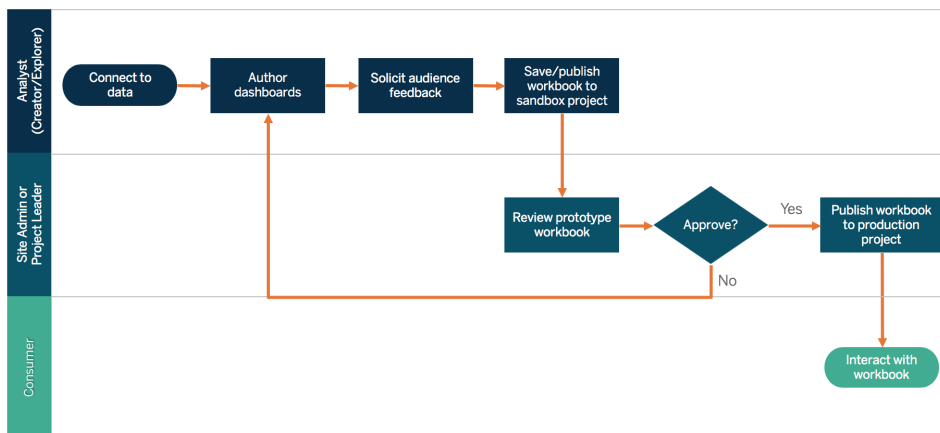 Analyst
(Creator/Explorer)
Connect to
data
Author
dashboards
Solicit audience
feedback
Save/publish
workbook to
sandbox project
Site Admin or
Project Leader
Review prototype
workbook
Approve?
Yes
Publish workbook
to production
project
No
Consumer
Interact with
workbook